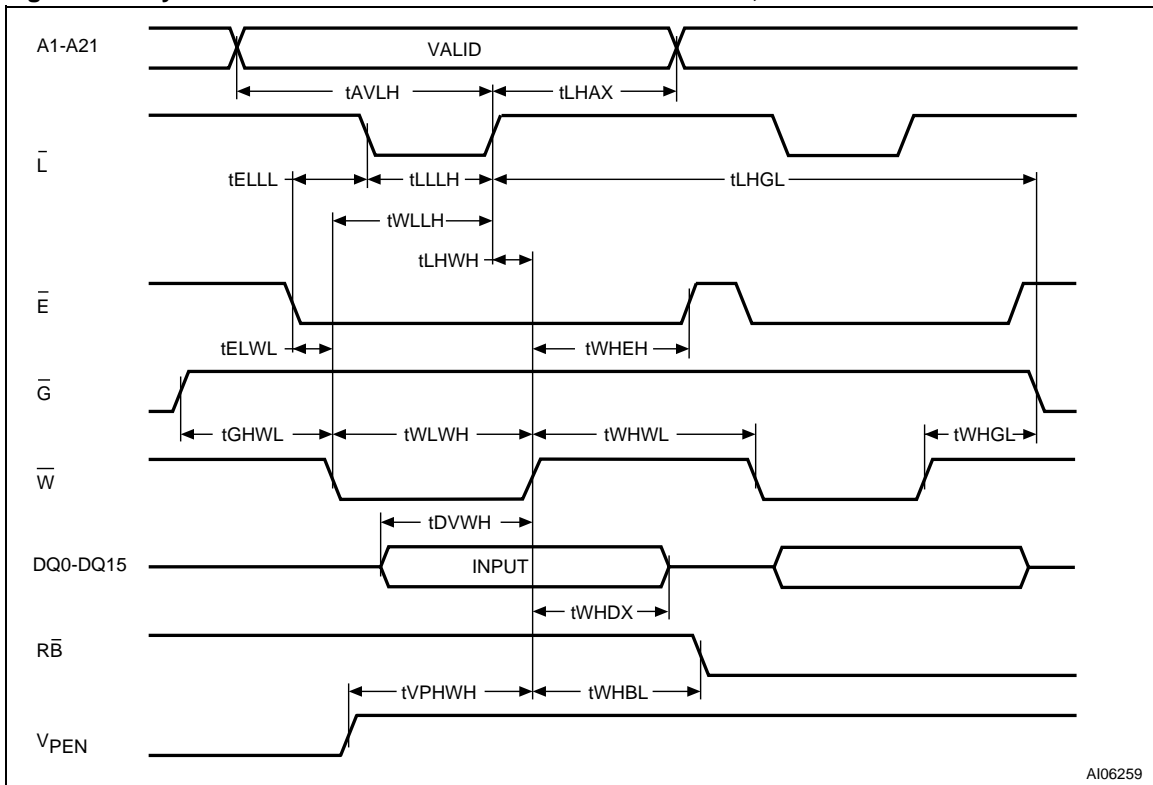 A1-A21
VALID
tAVLH
tLHAX
L̅
tELLL
tLLLH
tLHGL
tWLLH
tLHWH
E̅
tELWL
tWHEH
G̅
tGHWL
tWLWH
tWHWL
tWHGL
W̅
tDVWH
DQ0-DQ15
INPUT
tWHDX
RB̅
tVPHWH
tWHBL
VPEN
AI06259